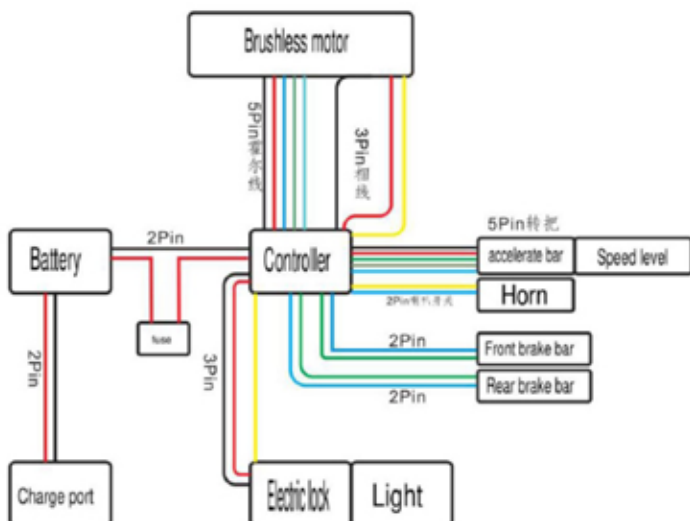 Brushless motor
5Pin霍尔线
3Pin相线
5Pin转把
2Pin
Battery
Controller
accelerate bar
Speed level
Horn
fuse
2Pin
3Pin
2Pin
Front brake bar
Rear brake bar
2Pin
Charge port
Electric lock
Light